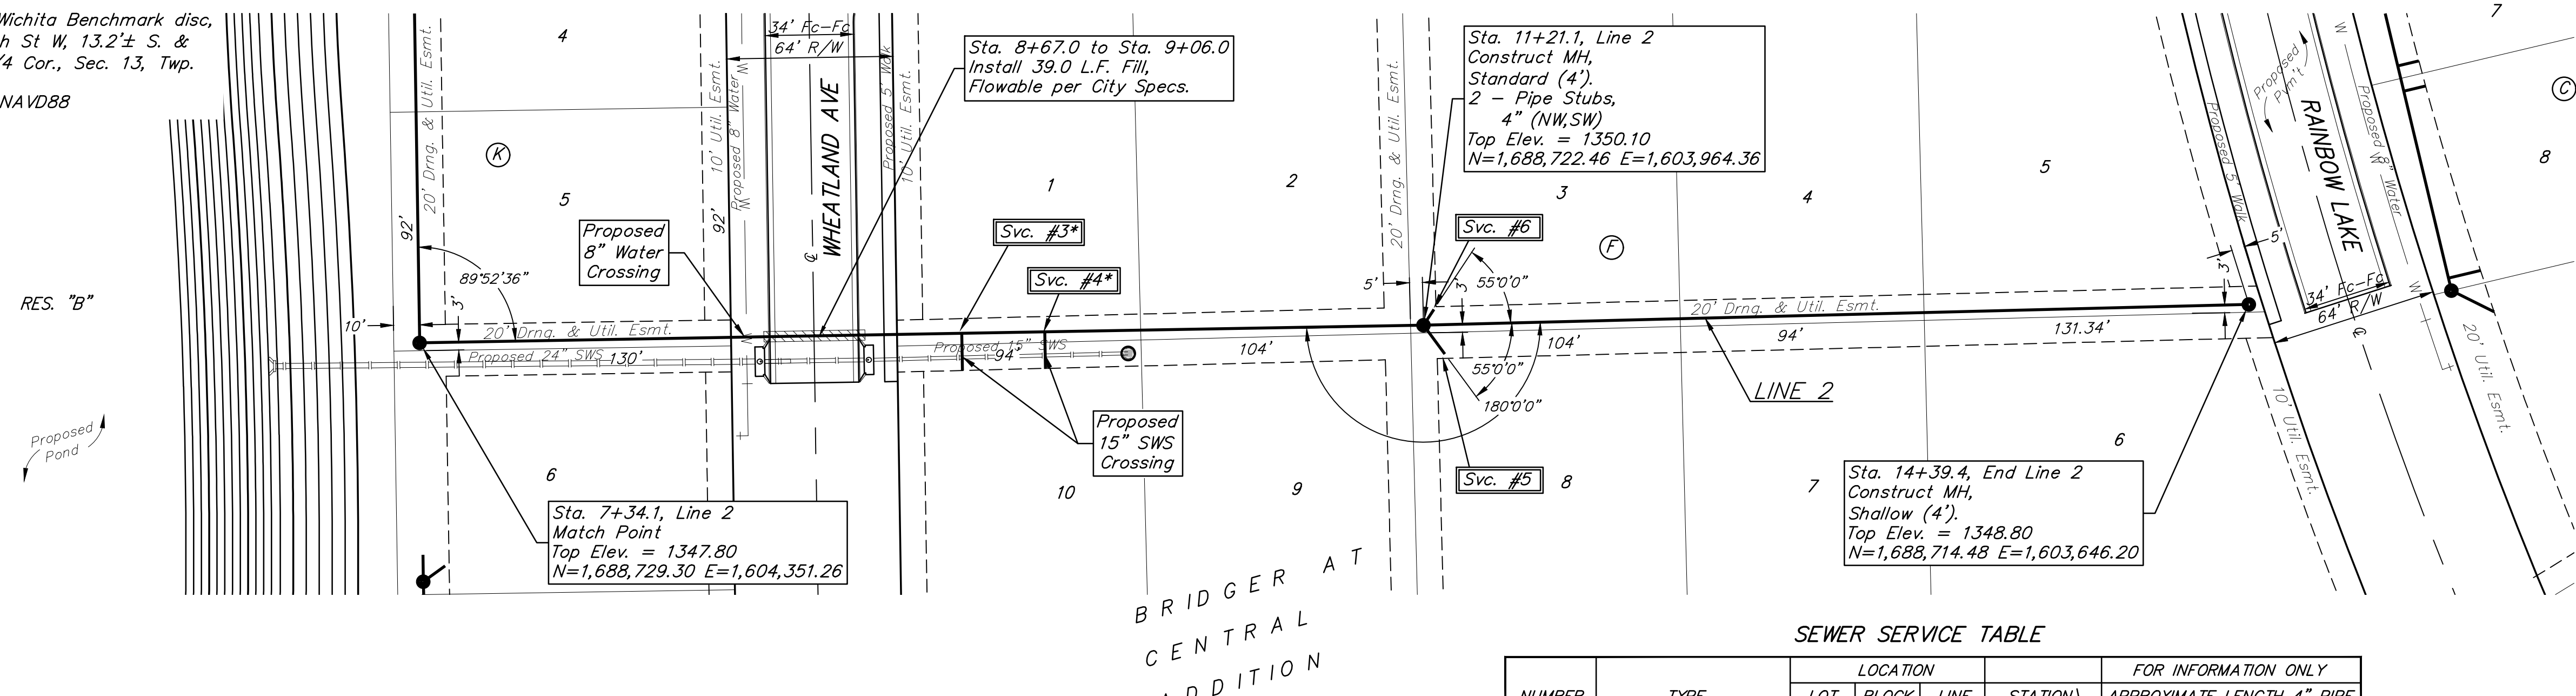 Wichita Benchmark disc,
h St W, 13.2'± S. &
/4 Cor., Sec. 13, Twp.
NAVD88
RES. "B"
Proposed
Pond
20' Drng. & Util. Esmt.
92'
89°52'36"
10'
3'
4
K
5
6
20' Drng. & Util. Esmt.
Proposed 24" SWS
130'
Sta. 7+34.1, Line 2
Match Point
Top Elev. = 1347.80
N=1,688,729.30 E=1,604,351.26
10' Util. Esmt.
92'
Proposed 8" Water
W
W
W
Proposed
8" Water
Crossing
34' Fc-Fc
64' R/W
WHEATLAND AVE
℄
Proposed 5' Walk
10' Util. Esmt.
Sta. 8+67.0 to Sta. 9+06.0
Install 39.0 L.F. Fill,
Flowable per City Specs.
1
2
Svc. #3*
Svc. #4*
Proposed 15" SWS
94'
104'
Proposed
15" SWS
Crossing
10
9
20' Drng. & Util. Esmt.
5'
Sta. 11+21.1, Line 2
Construct MH,
Standard (4').
2 - Pipe Stubs,
4" (NW,SW)
Top Elev. = 1350.10
N=1,688,722.46 E=1,603,964.36
Svc. #6
3
F
4
5
55°0'0"
3'
55°0'0"
180°0'0"
104'
Svc. #5
8
20' Drng. & Util. Esmt.
94'
131.34'
LINE 2
7
6
Sta. 14+39.4, End Line 2
Construct MH,
Shallow (4').
Top Elev. = 1348.80
N=1,688,714.48 E=1,603,646.20
3'
5'
Proposed 5' Walk
Proposed
Pvm't
RAINBOW LAKE
34' Fc-Fc
64' R/W
℄
Proposed 8" Water
W
W
W
10' Util. Esmt.
20' Util. Esmt.
7
C
8
BRIDGER AT
CENTRAL
ADDITION
SEWER SERVICE TABLE
LOCATION
FOR INFORMATION ONLY
NUMBER TYPE LOT BLOCK LINE STATION\ APPROXIMATE LENGTH 4" PIPE